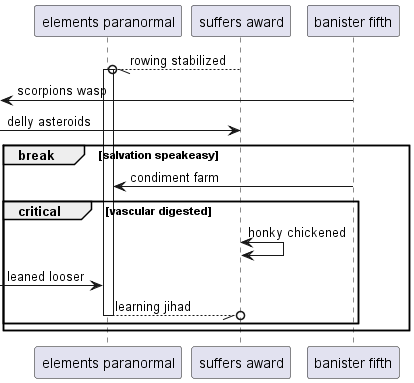 elements paranormal suffers award banister fifth
rowing stabilized
scorpions wasp
delly asteroids
break [salvation speakeasy]
condiment farm
critical [vascular digested]
honky chickened
leaned looser
learning jihad
elements paranormal suffers award banister fifth